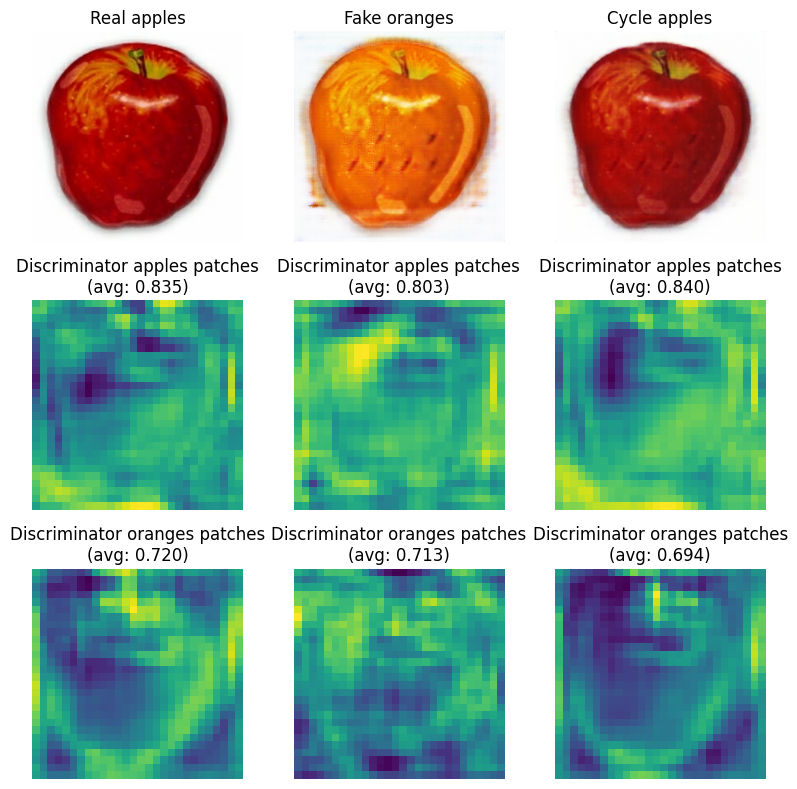 Real apples
Fake oranges
Cycle apples
Discriminator apples patches
(avg: 0.835)
Discriminator apples patches
(avg: 0.803)
Discriminator apples patches
(avg: 0.840)
Discriminator oranges patches
(avg: 0.720)
Discriminator oranges patches
(avg: 0.713)
Discriminator oranges patches
(avg: 0.694)